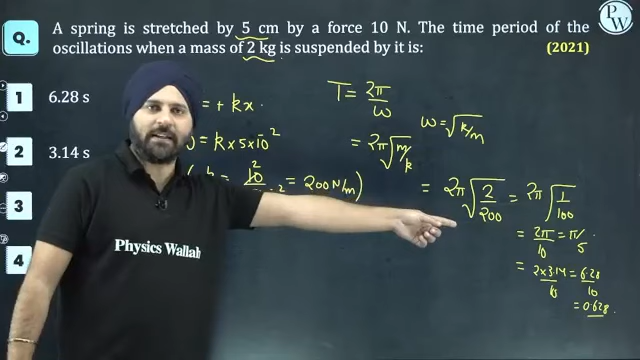 Q.
A spring is stretched by 5 cm by a force 10 N. The time period of the
oscillations when a mass of 2 kg is suspended by it is:
(2021)
P
W
1
6.28 s
2
3.14 s
3
4
= + kx
= k × 5×10⁻²
= 200 N/m)
T = 2π/ω
= 2π√(m/k)
ω = √(k/m)
= 2π√(2/200) = 2π√(1/100)
= 2π/10 = π/5
= 2×3.14/10 = 6.28/10
= 0.628
Physics Wallah